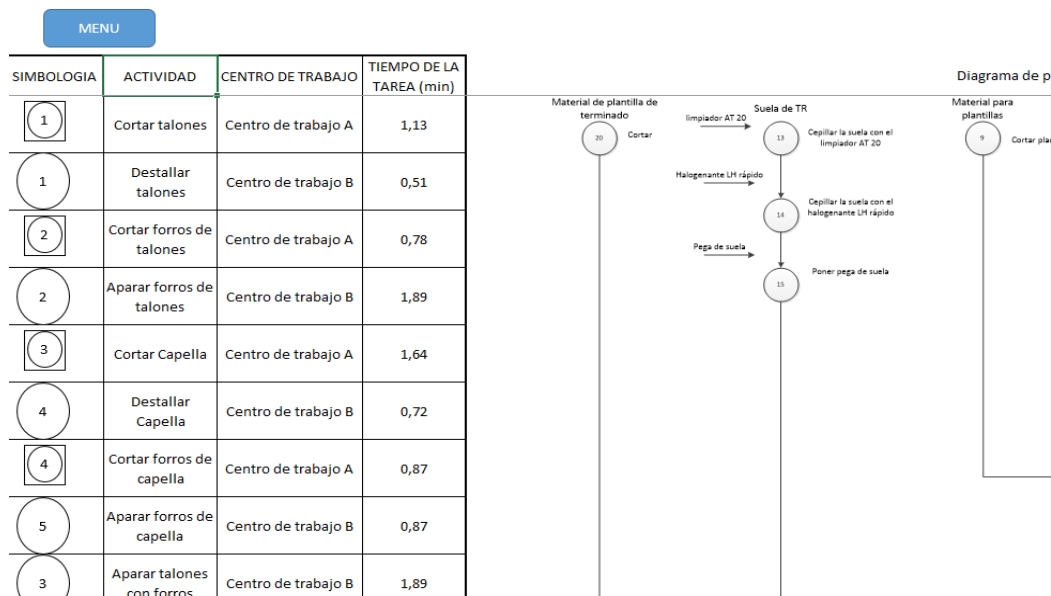 MENU
SIMBOLOGIA
ACTIVIDAD
CENTRO DE TRABAJO
TIEMPO DE LA
TAREA (min)
1
Cortar talones
Centro de trabajo A
1,13
1
Destallar
talones
Centro de trabajo B
0,51
2
Cortar forros de
talones
Centro de trabajo A
0,78
2
Aparar forros de
talones
Centro de trabajo B
1,89
3
Cortar Capella
Centro de trabajo A
1,64
4
Destallar
Capella
Centro de trabajo B
0,72
4
Cortar forros de
capella
Centro de trabajo A
0,87
5
Aparar forros de
capella
Centro de trabajo B
0,87
3
Aparar talones
con forros
Centro de trabajo B
1,89
Diagrama de p
Material de plantilla de
terminado
20
Cortar
Suela de TR
limpiador AT 20
13
Cepillar la suela con el
limpiador AT 20
Halogenante LH rápido
14
Cepillar la suela con el
halogenante LH rápido
Pega de suela
15
Poner pega de suela
Material para
plantillas
9
Cortar plan